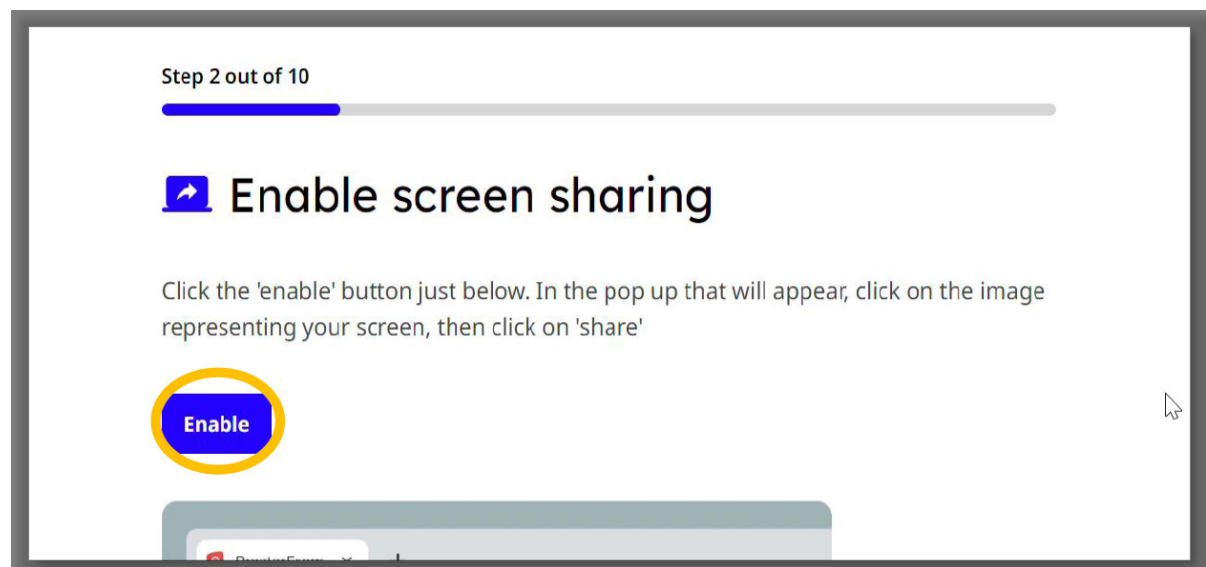 Step 2 out of 10
Enable screen sharing
Click the 'enable' button just below. In the pop up that will appear, click on the image
representing your screen, then click on 'share'
Enable